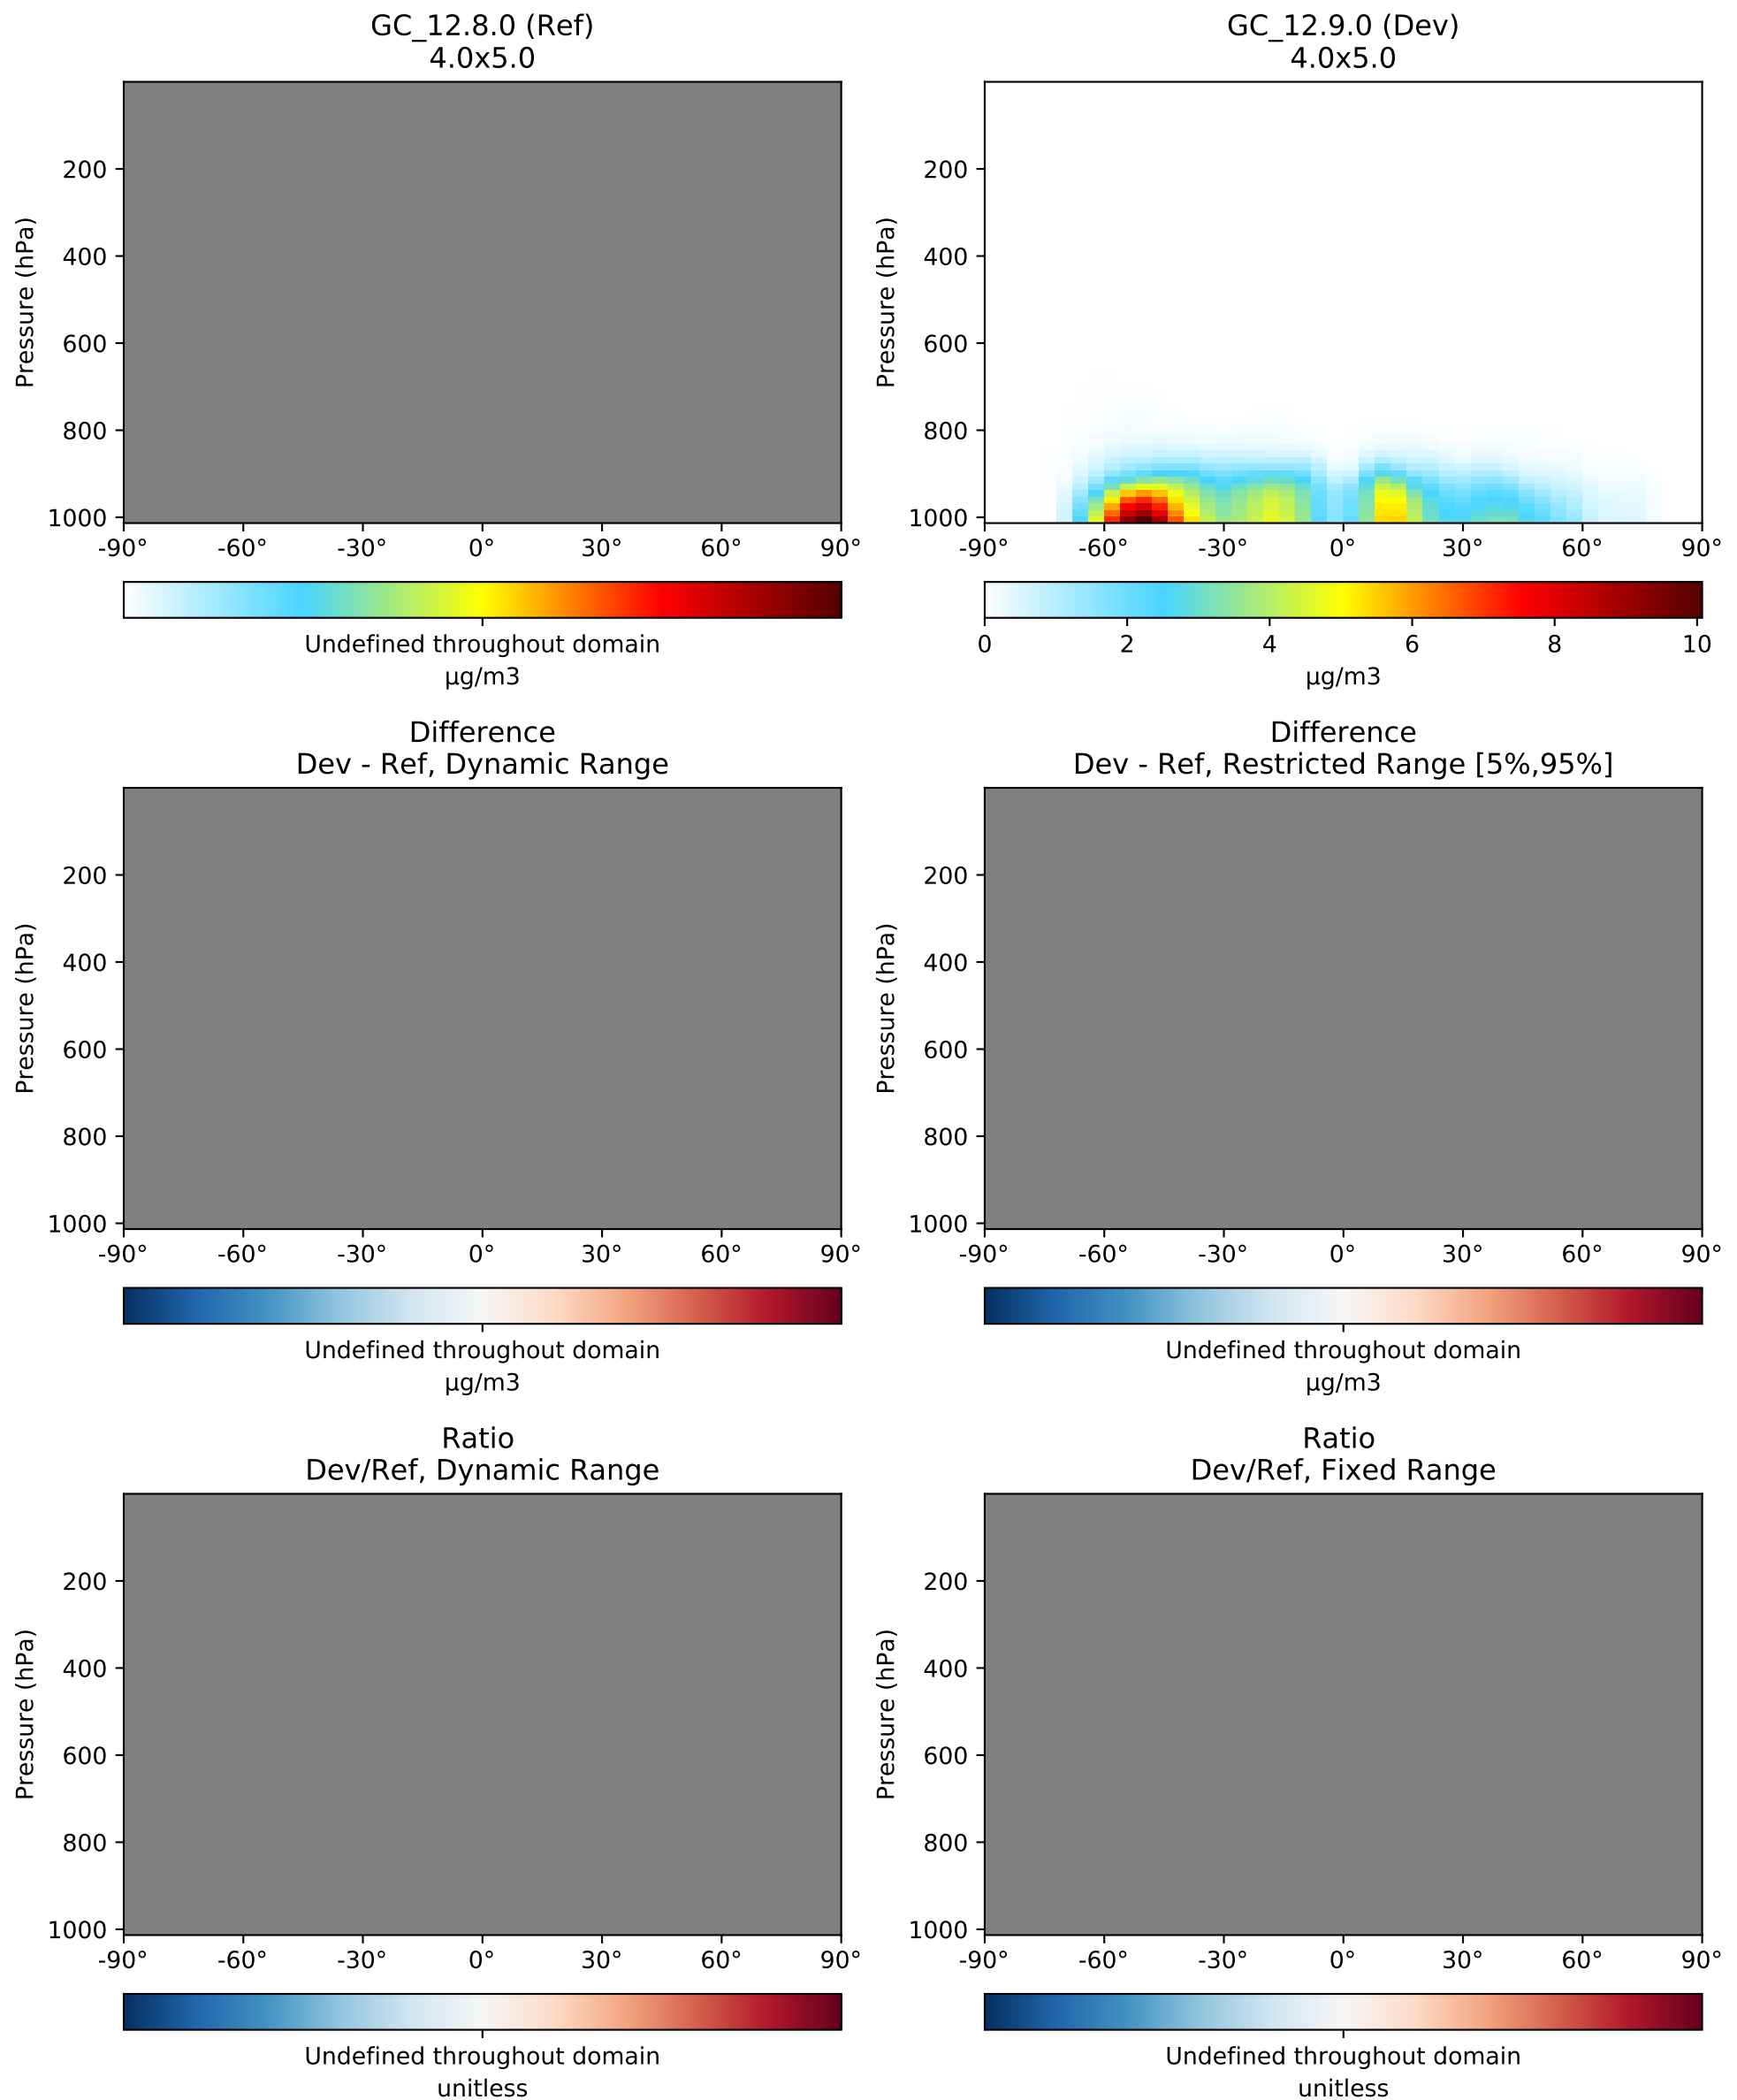 GC_12.8.0 (Ref)
4.0x5.0
Pressure (hPa)
200
400
600
800
1000
-90° -60° -30° 0° 30° 60° 90°
Undefined throughout domain
µg/m3
GC_12.9.0 (Dev)
4.0x5.0
Pressure (hPa)
200
400
600
800
1000
-90° -60° -30° 0° 30° 60° 90°
0 2 4 6 8 10
µg/m3
Difference
Dev - Ref, Dynamic Range
Pressure (hPa)
200
400
600
800
1000
-90° -60° -30° 0° 30° 60° 90°
Undefined throughout domain
µg/m3
Difference
Dev - Ref, Restricted Range [5%,95%]
Pressure (hPa)
200
400
600
800
1000
-90° -60° -30° 0° 30° 60° 90°
Undefined throughout domain
µg/m3
Ratio
Dev/Ref, Dynamic Range
Pressure (hPa)
200
400
600
800
1000
-90° -60° -30° 0° 30° 60° 90°
Undefined throughout domain
unitless
Ratio
Dev/Ref, Fixed Range
Pressure (hPa)
200
400
600
800
1000
-90° -60° -30° 0° 30° 60° 90°
Undefined throughout domain
unitless